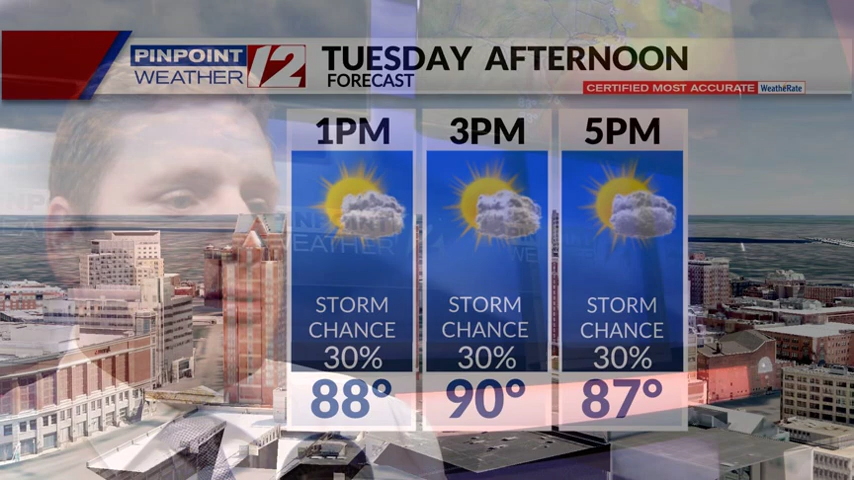 PINPOINT
WEATHER 12
TUESDAY AFTERNOON
FORECAST
CERTIFIED MOST ACCURATE WeatheRate
1PM 3PM 5PM
STORM STORM STORM
CHANCE CHANCE CHANCE
30% 30% 30%
88° 90° 87°
WEATHER